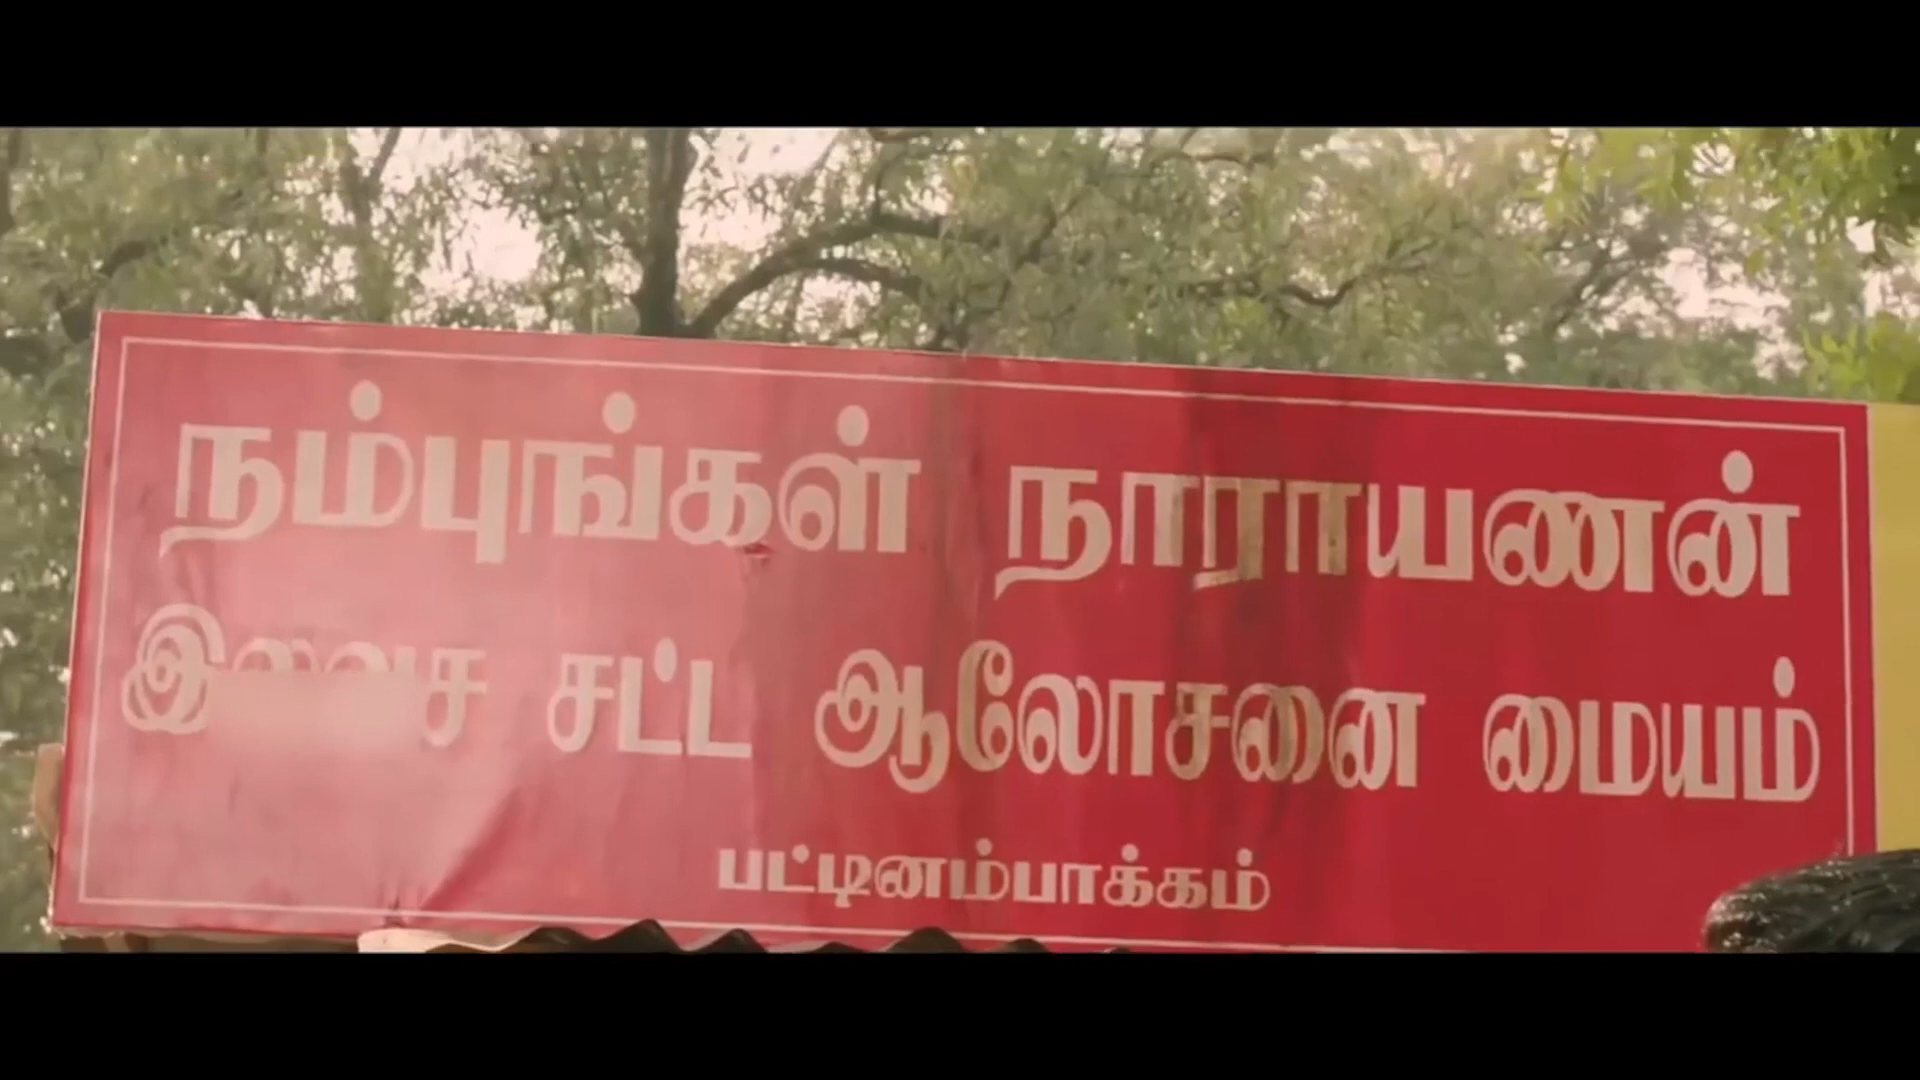 நம்புங்கள் நாராயணன்
சட்ட ஆலோசனை மையம்
பட்டினம்பாக்கம்